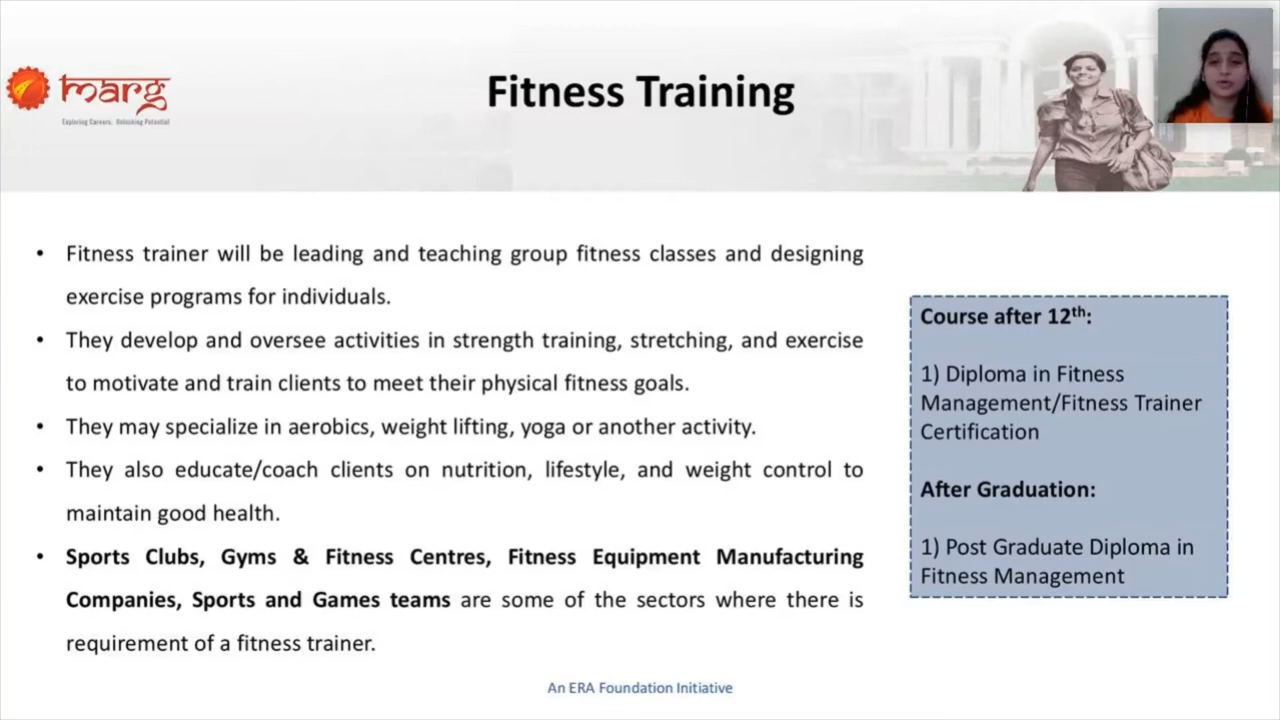 marg
Exploring Careers. Unlocking Potential
Fitness Training
• Fitness trainer will be leading and teaching group fitness classes and designing
exercise programs for individuals.
• They develop and oversee activities in strength training, stretching, and exercise
to motivate and train clients to meet their physical fitness goals.
• They may specialize in aerobics, weight lifting, yoga or another activity.
• They also educate/coach clients on nutrition, lifestyle, and weight control to
maintain good health.
• Sports Clubs, Gyms & Fitness Centres, Fitness Equipment Manufacturing
Companies, Sports and Games teams are some of the sectors where there is
requirement of a fitness trainer.
Course after 12th:
1) Diploma in Fitness
Management/Fitness Trainer
Certification
After Graduation:
1) Post Graduate Diploma in
Fitness Management
An ERA Foundation Initiative